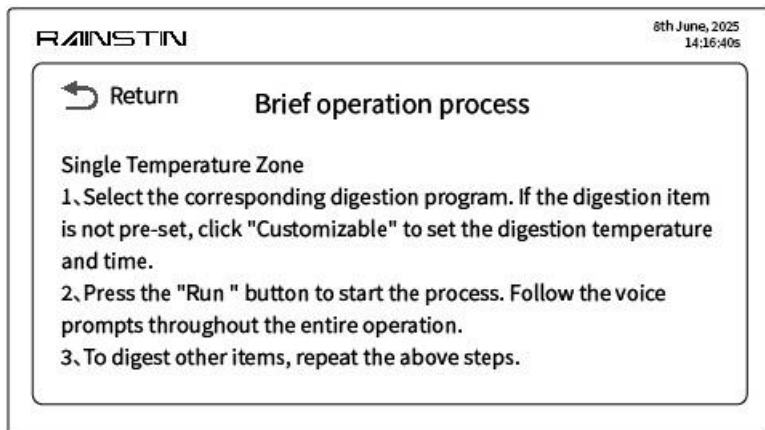 RAINSTIN
8th June, 2025
14:16:40s
Return
Brief operation process
Single Temperature Zone
1、Select the corresponding digestion program. If the digestion item
is not pre-set, click "Customizable" to set the digestion temperature
and time.
2、Press the "Run " button to start the process. Follow the voice
prompts throughout the entire operation.
3、To digest other items, repeat the above steps.